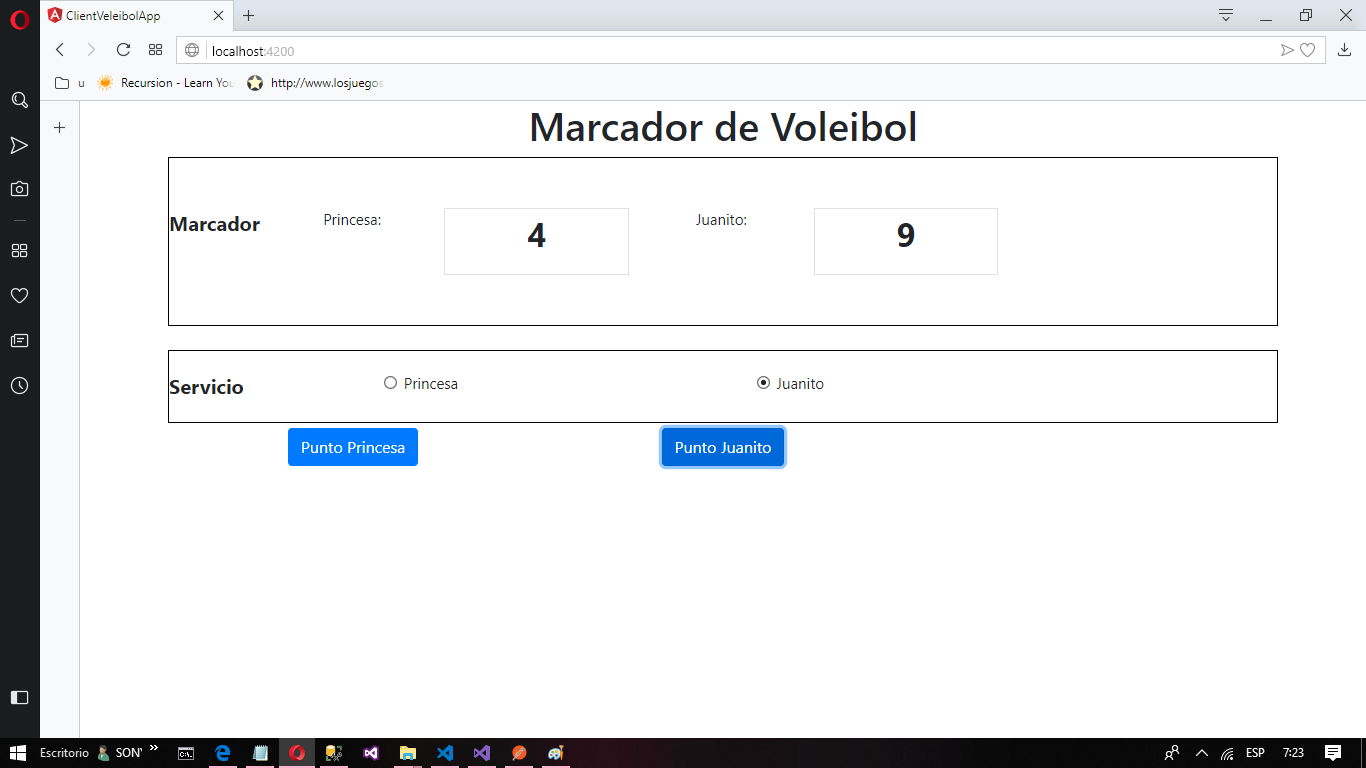 ClientVeleibolApp
localhost:4200
u Recursion - Learn You http://www.losjuegos
Marcador de Voleibol
Marcador Princesa: 4 Juanito: 9
Servicio Princesa Juanito
Punto Princesa Punto Juanito
Escritorio SON' » ESP 7:23